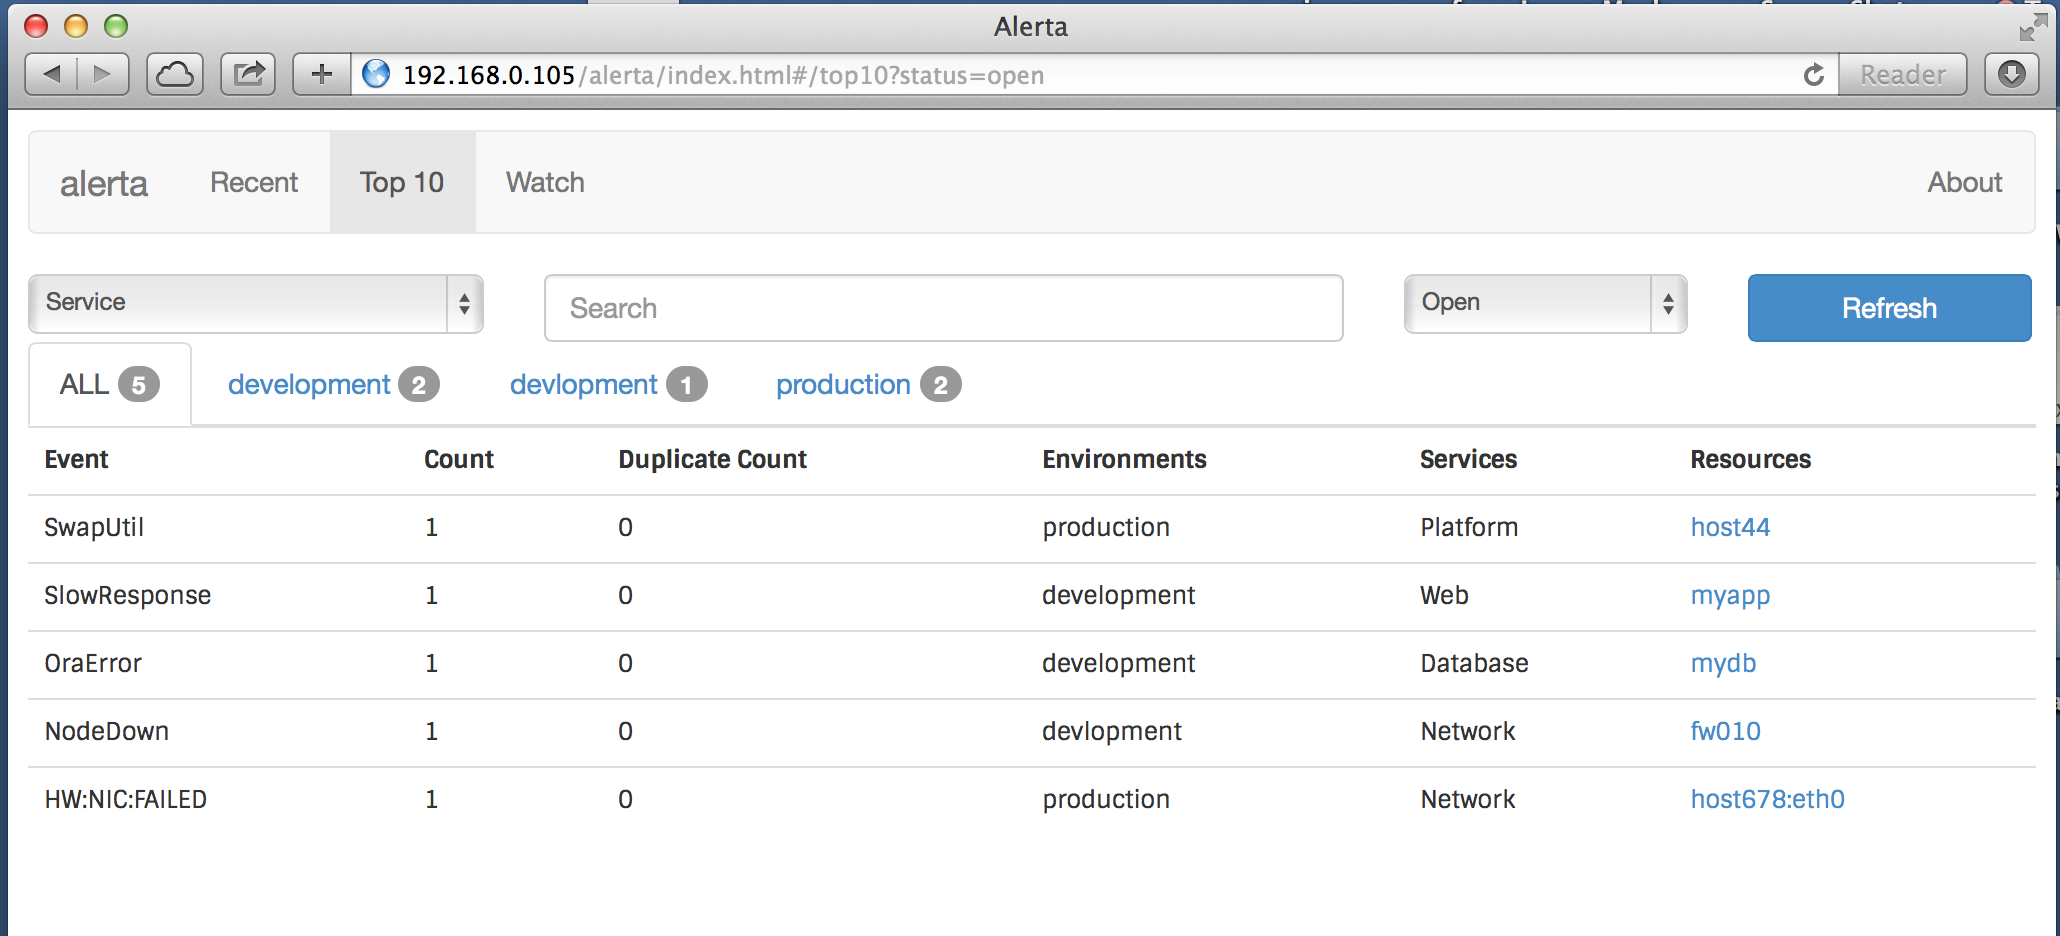 Alerta
192.168.0.105/alerta/index.html#/top10?status=open
Reader
alerta Recent Top 10 Watch About
Service Search Open Refresh
ALL 5 development 2 devlopment 1 production 2
Event Count Duplicate Count Environments Services Resources
SwapUtil 1 0 production Platform host44
SlowResponse 1 0 development Web myapp
OraError 1 0 development Database mydb
NodeDown 1 0 devlopment Network fw010
HW:NIC:FAILED 1 0 production Network host678:eth0